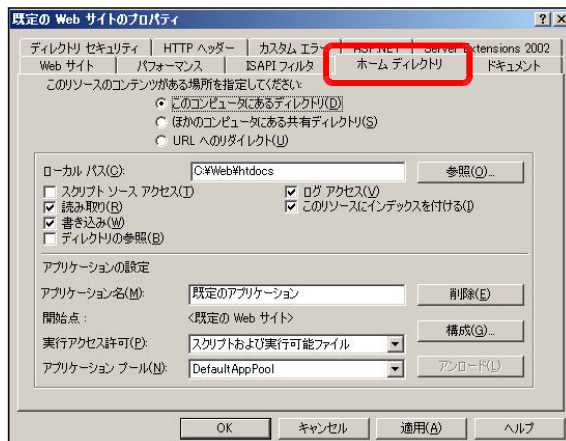 既定の Web サイトのプロパティ
ディレクトリ セキュリティ HTTP ヘッダー カスタム エラー ASP.NET Server Extensions 2002
Web サイト パフォーマンス ISAPI フィルタ ホーム ディレクトリ ドキュメント
このリソースのコンテンツがある場所を指定してください:
このコンピュータにあるディレクトリ(D)
ほかのコンピュータにある共有ディレクトリ(S)
URL へのリダイレクト(U)
ローカル パス(C): C:¥Web¥htdocs 参照(O)...
スクリプト ソース アクセス(T) ログ アクセス(V)
読み取り(R) このリソースにインデックスを付ける(I)
書き込み(W)
ディレクトリの参照(B)
アプリケーションの設定
アプリケーション名(M): 既定のアプリケーション 削除(E)
開始点 : <既定の Web サイト>
構成(G)...
実行アクセス許可(P): スクリプトおよび実行可能ファイル
アプリケーション プール(N): DefaultAppPool アンロード(L)
OK キャンセル 適用(A) ヘルプ